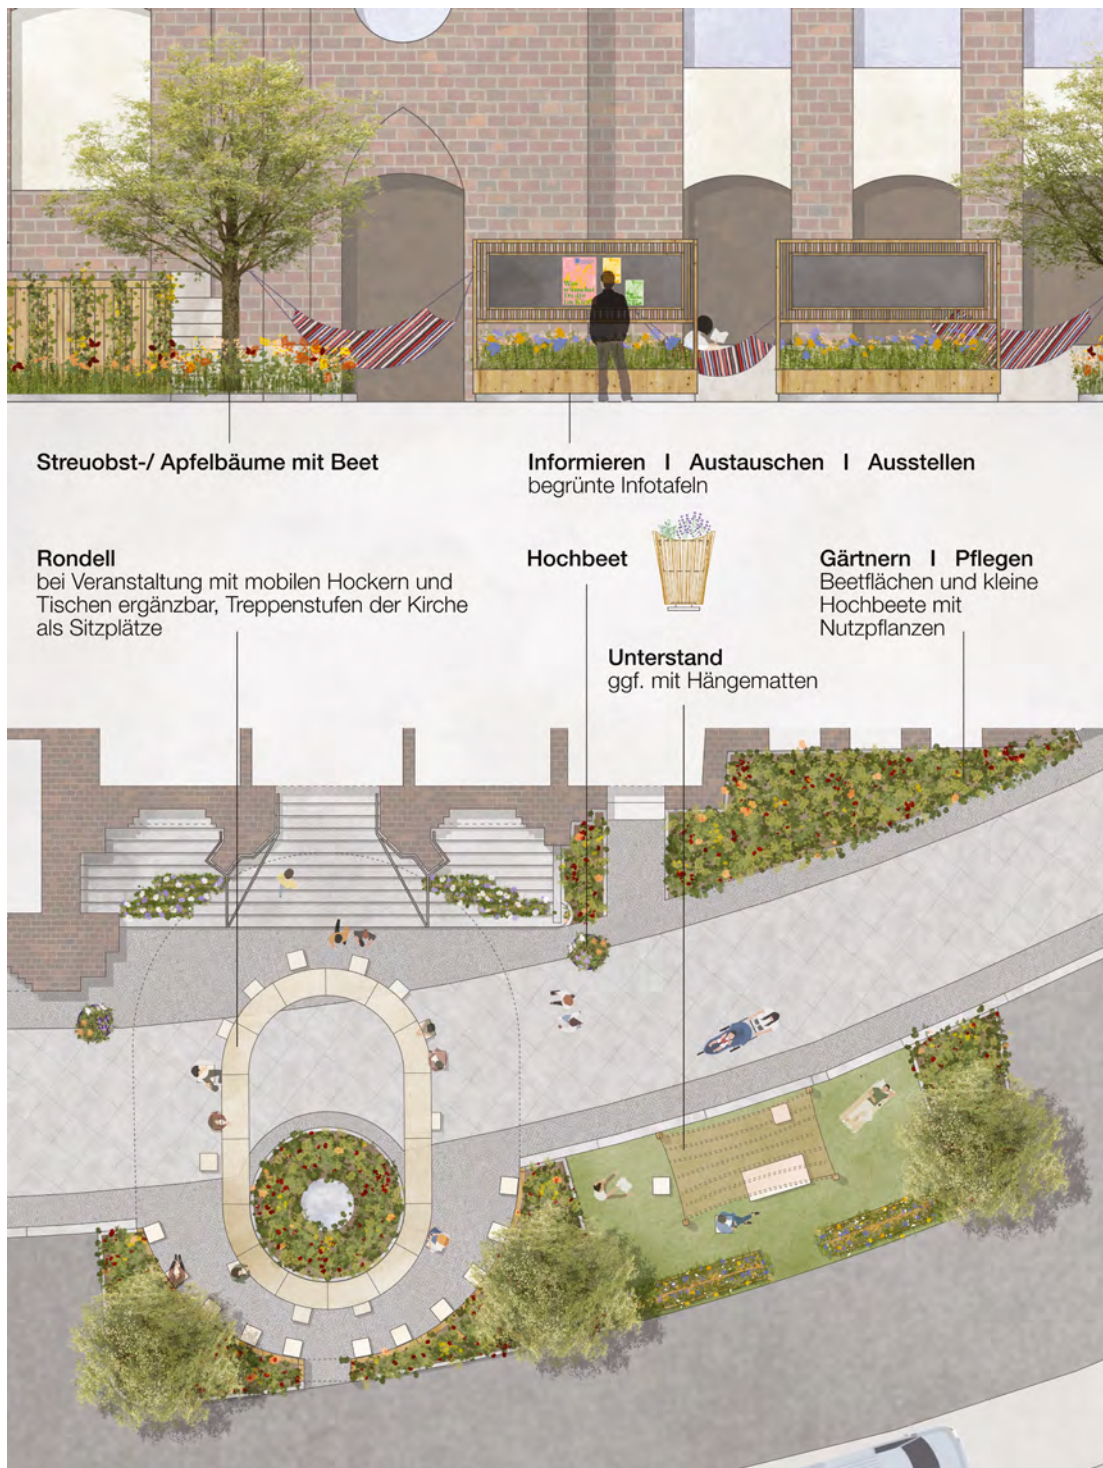 Streuobst-/ Apfelbäume mit Beet
Informieren I Austauschen I Ausstellen
begrünte Infotafeln
Rondell
bei Veranstaltung mit mobilen Hockern und
Tischen ergänzbar, Treppenstufen der Kirche
als Sitzplätze
Hochbeet
Gärtnern I Pflegen
Beetflächen und kleine
Hochbeete mit
Nutzpflanzen
Unterstand
ggf. mit Hängematten